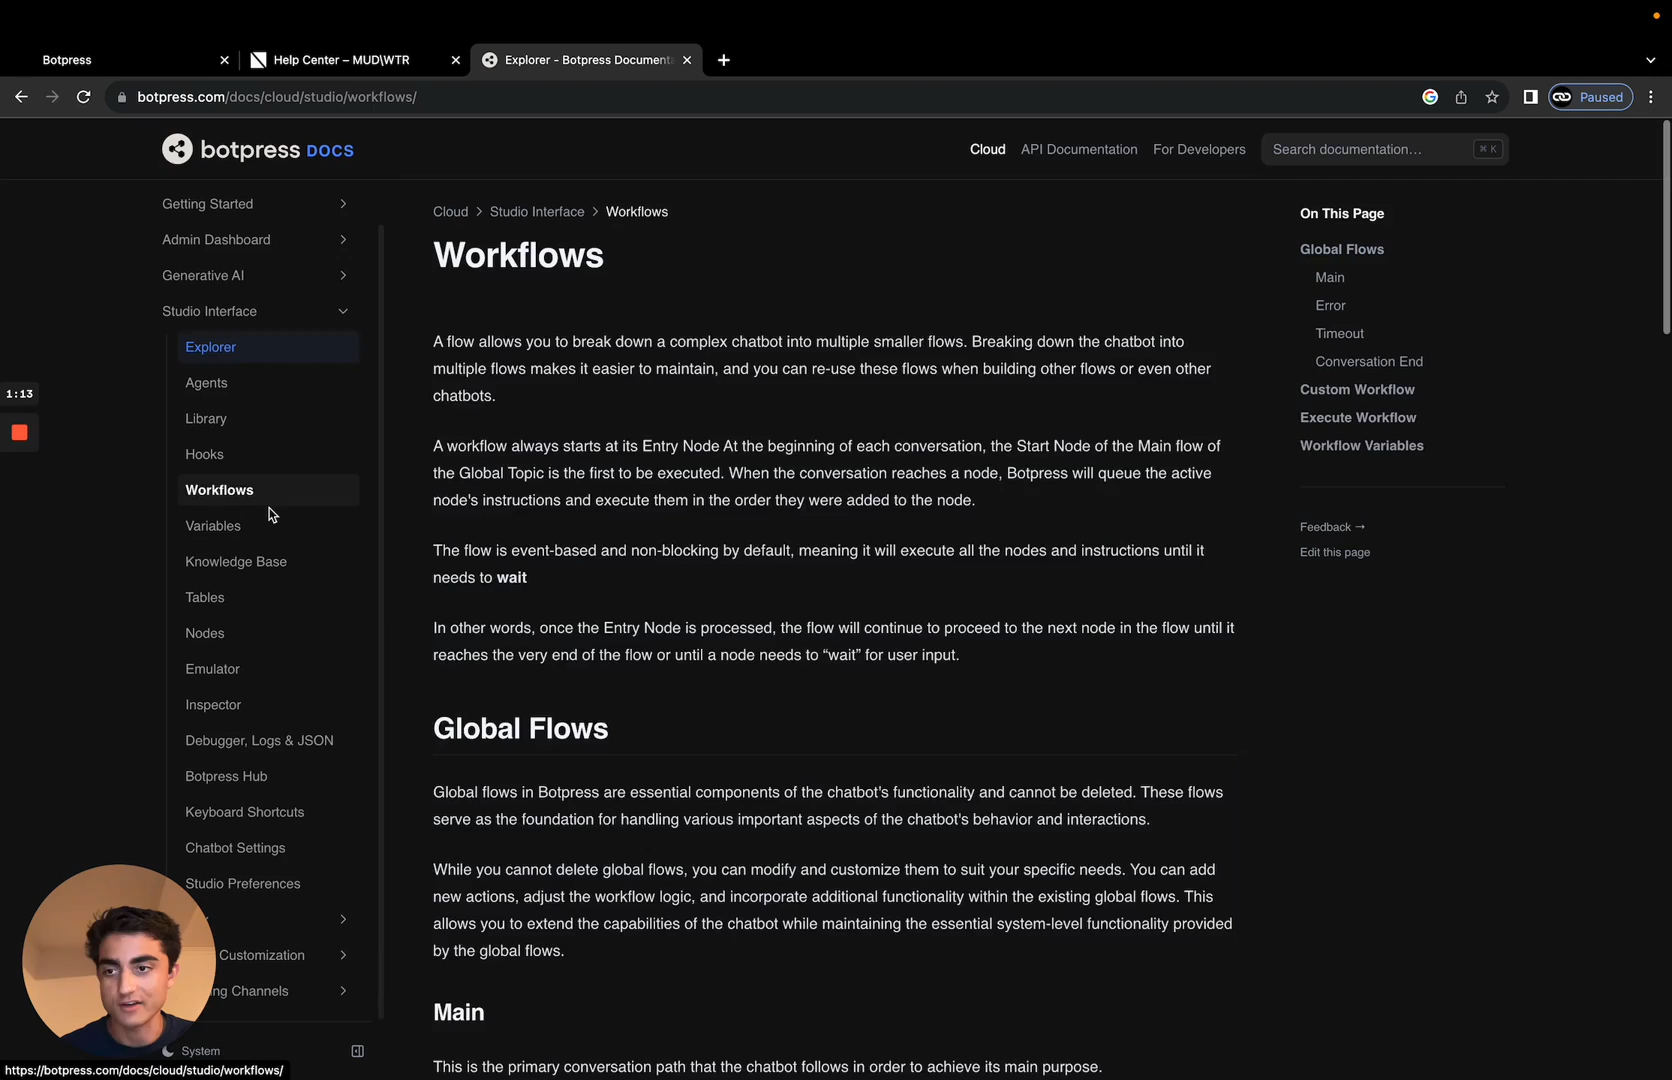 Botpress
Help Center – MUD\WTR
Explorer - Botpress Document
botpress.com/docs/cloud/studio/workflows/
Paused
botpress DOCS
Cloud
API Documentation
For Developers
Search documentation…
⌘ K
Getting Started
Admin Dashboard
Generative AI
Studio Interface
Explorer
Agents
Library
Hooks
Workflows
Variables
Knowledge Base
Tables
Nodes
Emulator
Inspector
Debugger, Logs & JSON
Botpress Hub
Keyboard Shortcuts
Chatbot Settings
Studio Preferences
Customization
ng Channels
System
1:13
Cloud > Studio Interface > Workflows
Workflows
A flow allows you to break down a complex chatbot into multiple smaller flows. Breaking down the chatbot into
multiple flows makes it easier to maintain, and you can re-use these flows when building other flows or even other
chatbots.
A workflow always starts at its Entry Node At the beginning of each conversation, the Start Node of the Main flow of
the Global Topic is the first to be executed. When the conversation reaches a node, Botpress will queue the active
node's instructions and execute them in the order they were added to the node.
The flow is event-based and non-blocking by default, meaning it will execute all the nodes and instructions until it
needs to wait
In other words, once the Entry Node is processed, the flow will continue to proceed to the next node in the flow until it
reaches the very end of the flow or until a node needs to “wait” for user input.
Global Flows
Global flows in Botpress are essential components of the chatbot's functionality and cannot be deleted. These flows
serve as the foundation for handling various important aspects of the chatbot's behavior and interactions.
While you cannot delete global flows, you can modify and customize them to suit your specific needs. You can add
new actions, adjust the workflow logic, and incorporate additional functionality within the existing global flows. This
allows you to extend the capabilities of the chatbot while maintaining the essential system-level functionality provided
by the global flows.
Main
This is the primary conversation path that the chatbot follows in order to achieve its main purpose.
On This Page
Global Flows
Main
Error
Timeout
Conversation End
Custom Workflow
Execute Workflow
Workflow Variables
Feedback →
Edit this page
https://botpress.com/docs/cloud/studio/workflows/